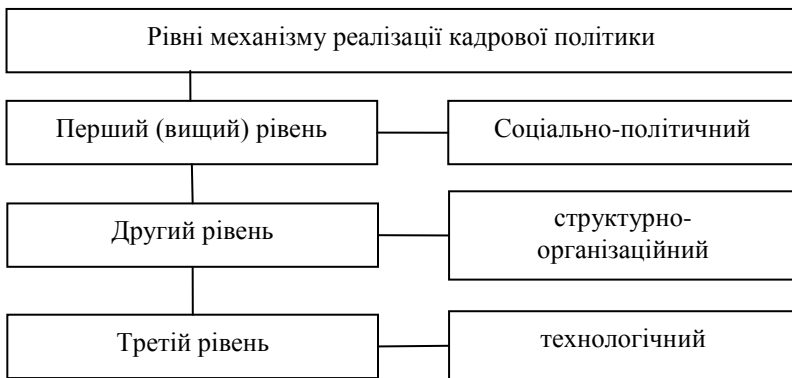 Рівні механізму реалізації кадрової політики
Перший (вищий) рівень
Соціально-політичний
Другий рівень
структурно-
організаційний
Третій рівень
технологічний